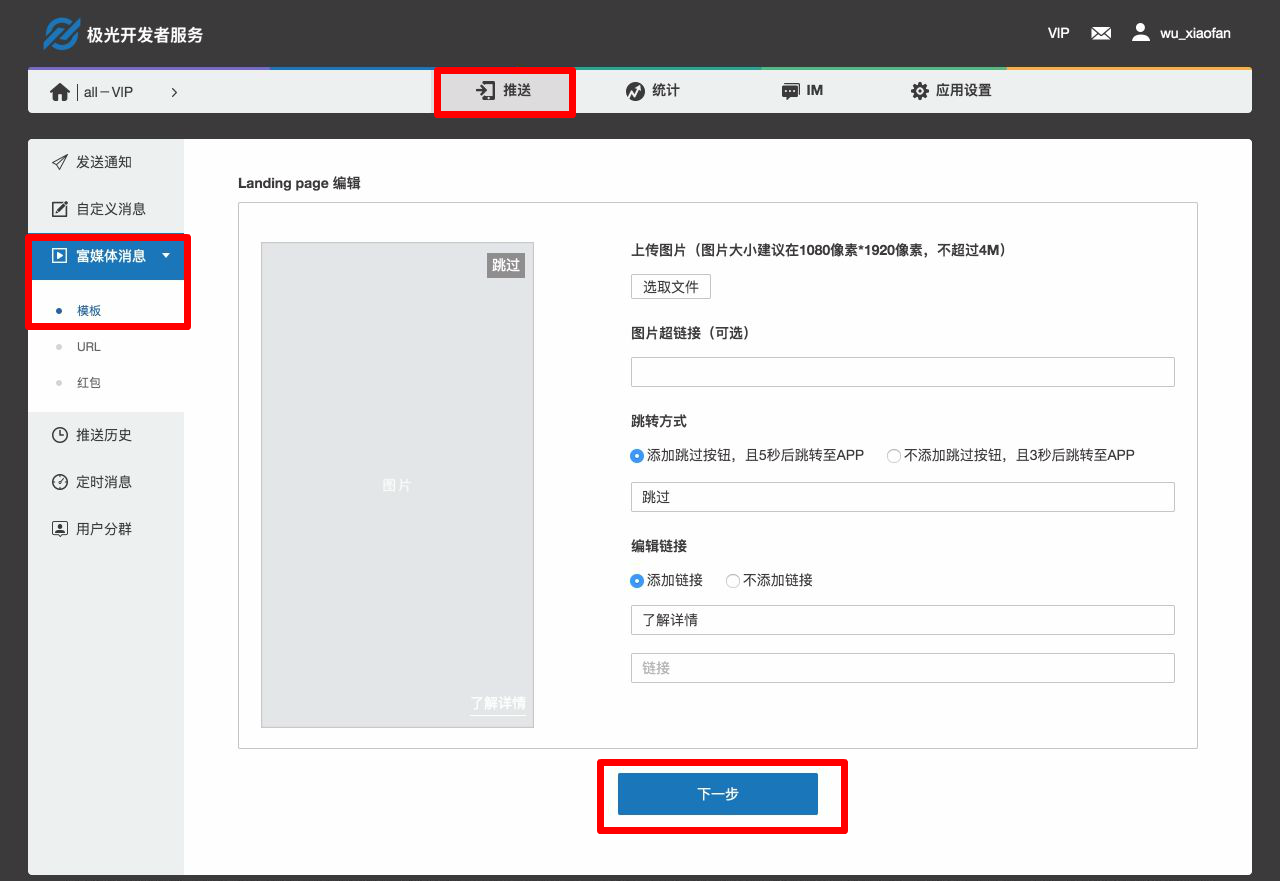 极光开发者服务
VIP
wu_xiaofan
all－VIP
推送
统计
IM
应用设置
发送通知
自定义消息
富媒体消息
模板
URL
红包
推送历史
定时消息
用户分群
Landing page 编辑
跳过
图片
了解详情
上传图片（图片大小建议在1080像素*1920像素，不超过4M）
选取文件
图片超链接（可选）
跳转方式
添加跳过按钮，且5秒后跳转至APP 不添加跳过按钮，且3秒后跳转至APP
跳过
编辑链接
添加链接 不添加链接
了解详情
链接
下一步